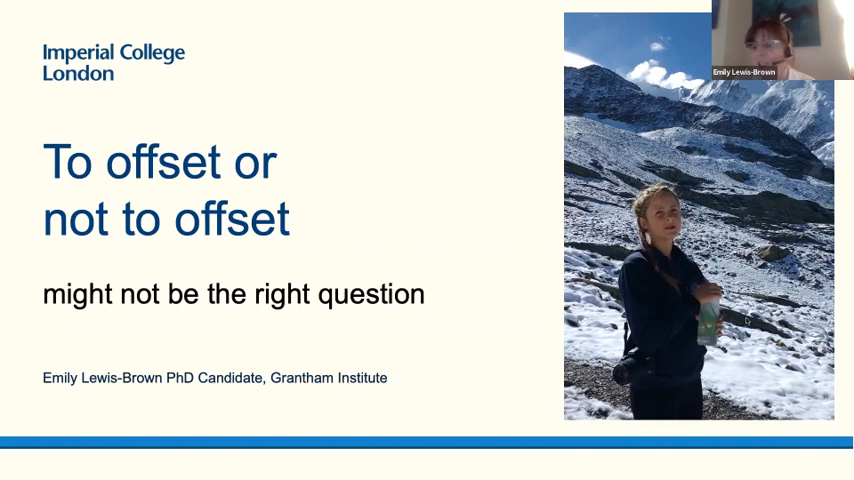 Imperial College
London
Emily Lewis-Brown
To offset or
not to offset
might not be the right question
Emily Lewis-Brown PhD Candidate, Grantham Institute